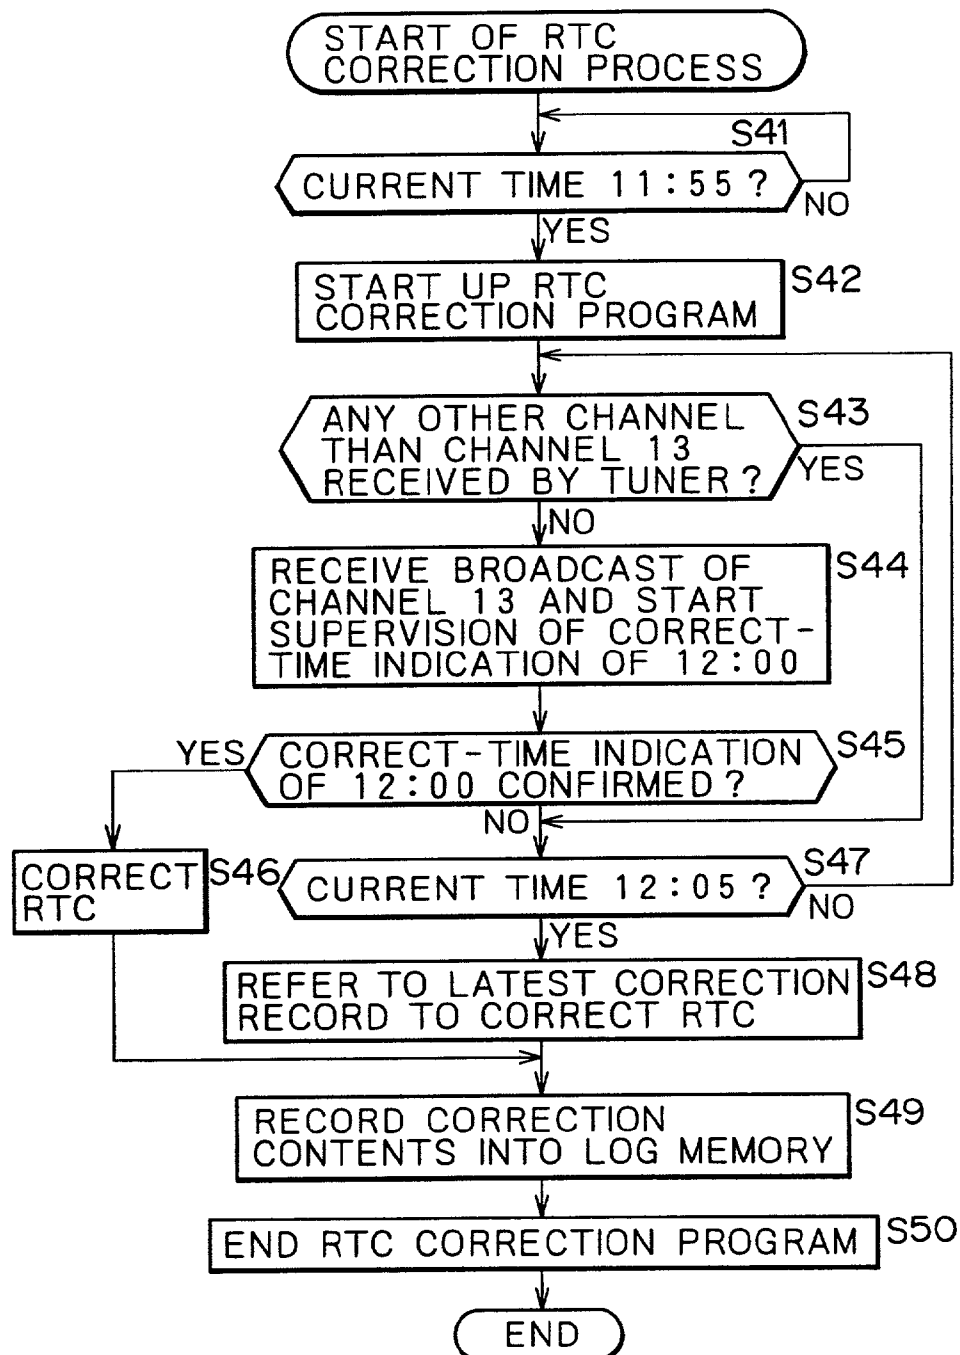 START OF RTC
CORRECTION PROCESS
S41
CURRENT TIME 11:55?
NO
YES
START UP RTC
CORRECTION PROGRAM
S42
ANY OTHER CHANNEL
THAN CHANNEL 13
RECEIVED BY TUNER?
S43
YES
NO
RECEIVE BROADCAST OF
CHANNEL 13 AND START
SUPERVISION OF CORRECT-
TIME INDICATION OF 12:00
S44
YES
CORRECT-TIME INDICATION
OF 12:00 CONFIRMED?
S45
NO
CORRECT
RTC
S46
CURRENT TIME 12:05?
S47
NO
YES
REFER TO LATEST CORRECTION
RECORD TO CORRECT RTC
S48
RECORD CORRECTION
CONTENTS INTO LOG MEMORY
S49
END RTC CORRECTION PROGRAM
S50
END